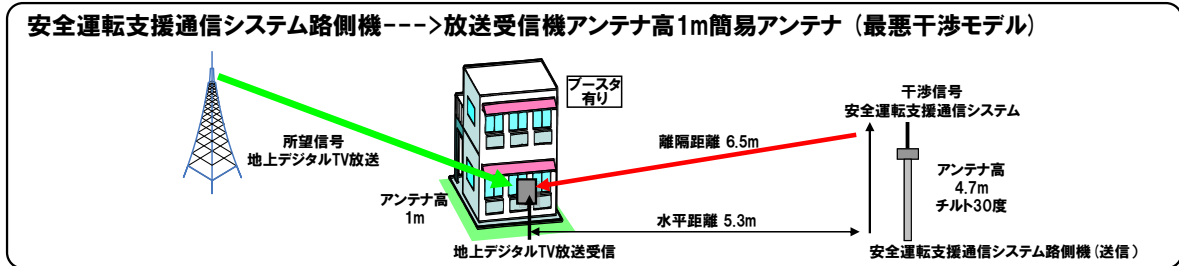 安全運転支援通信システム路側機--->放送受信機アンテナ高1m簡易アンテナ (最悪干渉モデル)
ブースタ
有り
干渉信号
安全運転支援通信システム
所望信号
地上デジタルTV放送
離隔距離 6.5m
アンテナ高
1m
アンテナ高
4.7m
チルト30度
水平距離 5.3m
地上デジタルTV放送受信
安全運転支援通信システム路側機(送信)